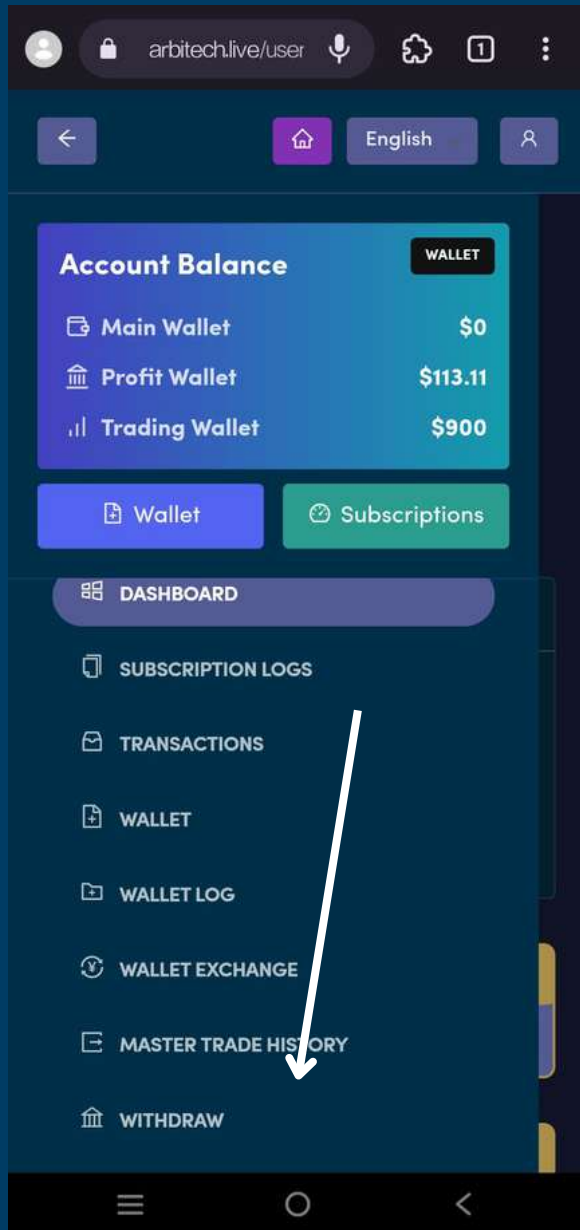 arbitech.live/user
1
English
Account Balance
WALLET
Main Wallet
$0
Profit Wallet
$113.11
Trading Wallet
$900
Wallet
Subscriptions
DASHBOARD
SUBSCRIPTION LOGS
TRANSACTIONS
WALLET
WALLET LOG
WALLET EXCHANGE
MASTER TRADE HISTORY
WITHDRAW